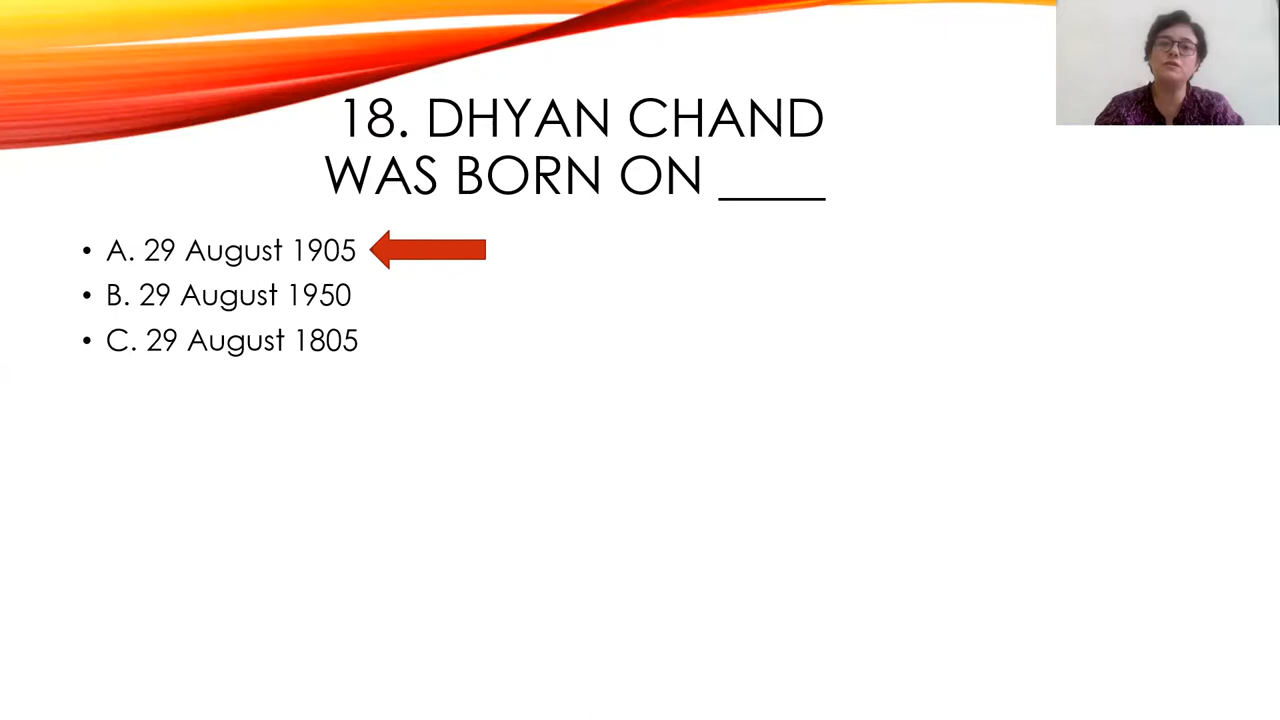 18. DHYAN CHAND
WAS BORN ON ____
• A. 29 August 1905
• B. 29 August 1950
• C. 29 August 1805